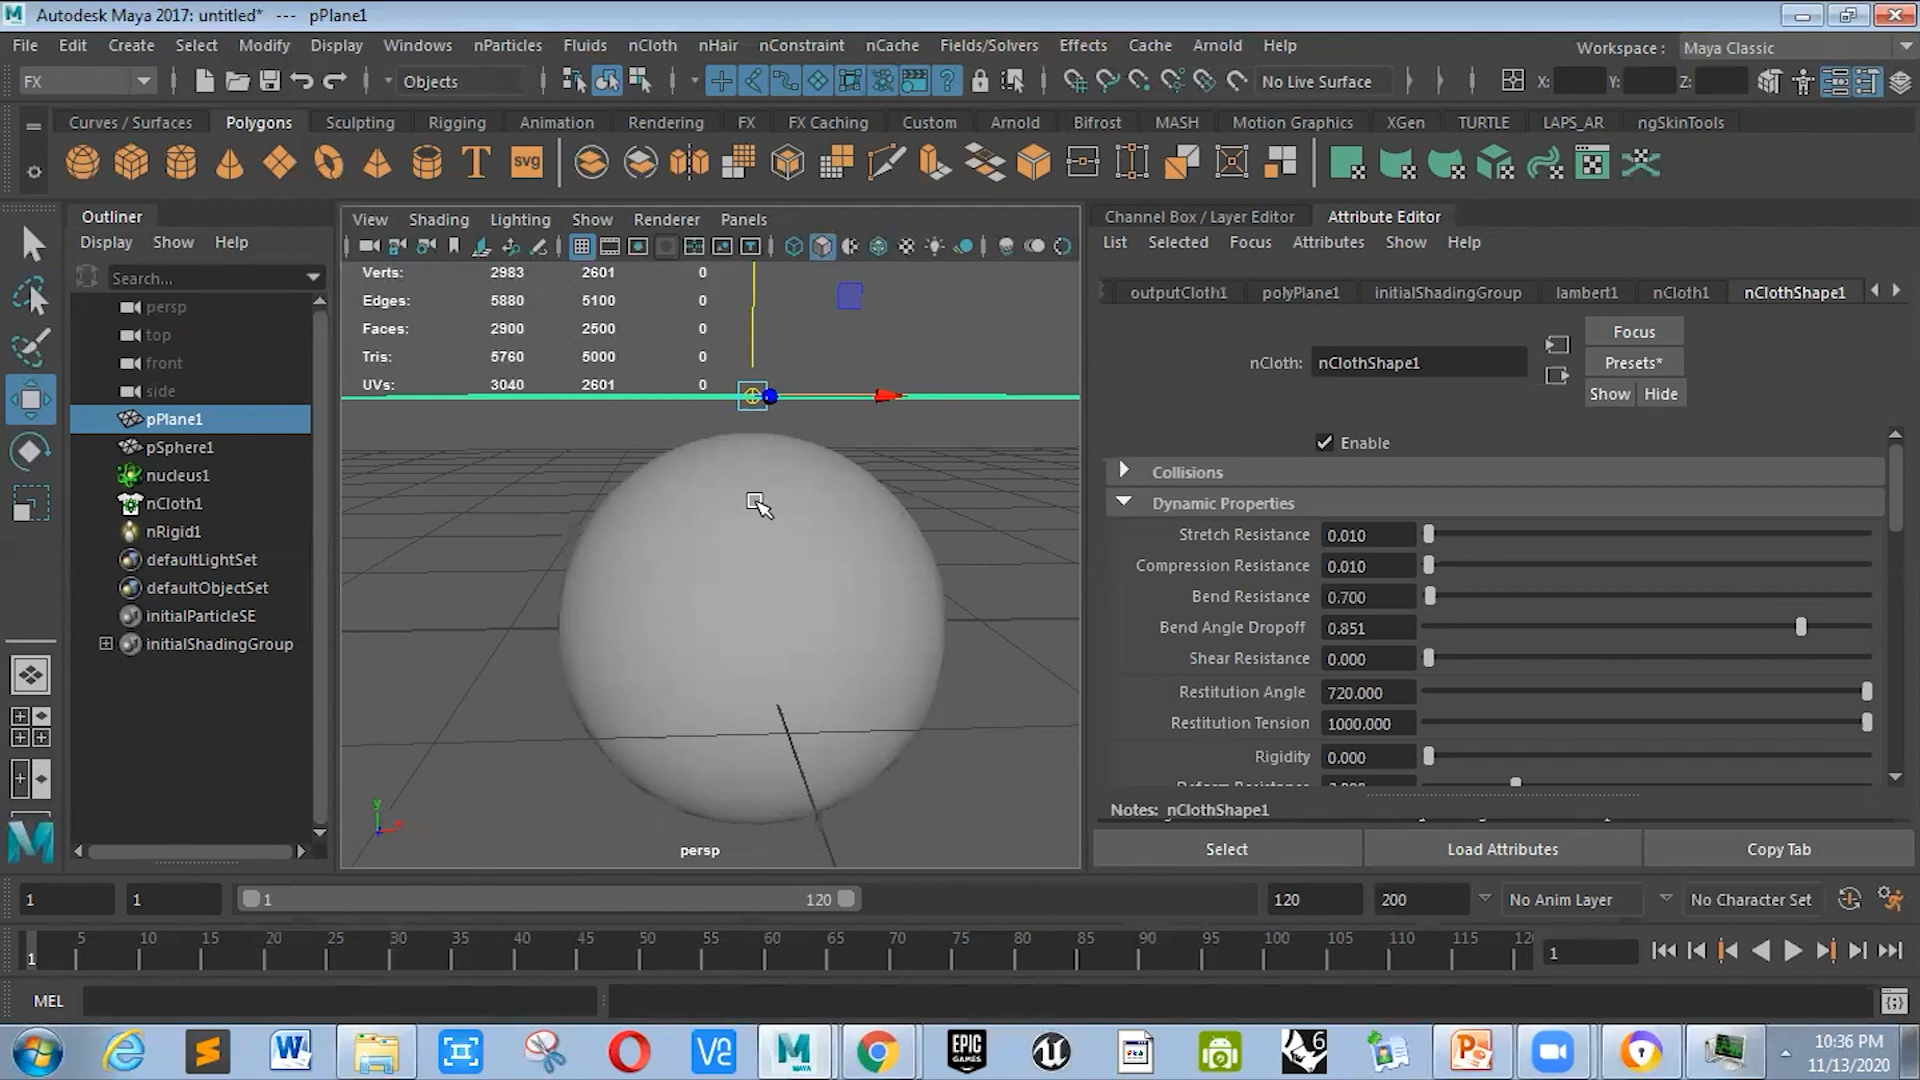 Autodesk Maya 2017: untitled* --- pPlane1
File Edit Create Select Modify Display Windows nParticles Fluids nCloth nHair nConstraint nCache Fields/Solvers Effects Cache Arnold Help Workspace : Maya Classic
FX Objects No Live Surface X: Y: Z:
Curves / Surfaces Polygons Sculpting Rigging Animation Rendering FX FX Caching Custom Arnold Bifrost MASH Motion Graphics XGen TURTLE LAPS_AR ngSkinTools
T SVG
Outliner
Display Show Help
Search...
persp
top
front
side
pPlane1
pSphere1
nucleus1
nCloth1
nRigid1
defaultLightSet
defaultObjectSet
initialParticleSE
initialShadingGroup
View Shading Lighting Show Renderer Panels
Verts: 2983 2601 0
Edges: 5880 5100 0
Faces: 2900 2500 0
Tris: 5760 5000 0
UVs: 3040 2601 0
persp
Channel Box / Layer Editor Attribute Editor
List Selected Focus Attributes Show Help
outputCloth1 polyPlane1 initialShadingGroup lambert1 nCloth1 nClothShape1
nCloth: nClothShape1
Focus
Presets*
Show Hide
Enable
Collisions
Dynamic Properties
Stretch Resistance 0.010
Compression Resistance 0.010
Bend Resistance 0.700
Bend Angle Dropoff 0.851
Shear Resistance 0.000
Restitution Angle 720.000
Restitution Tension 1000.000
Rigidity 0.000
Notes: nClothShape1
Select Load Attributes Copy Tab
1 1 1 120 120 200 No Anim Layer No Character Set
1 5 10 15 20 25 30 35 40 45 50 55 60 65 70 75 80 85 90 95 100 105 110 115 12 1
MEL
EPIC GAMES
MAYA
6
10:36 PM
11/13/2020